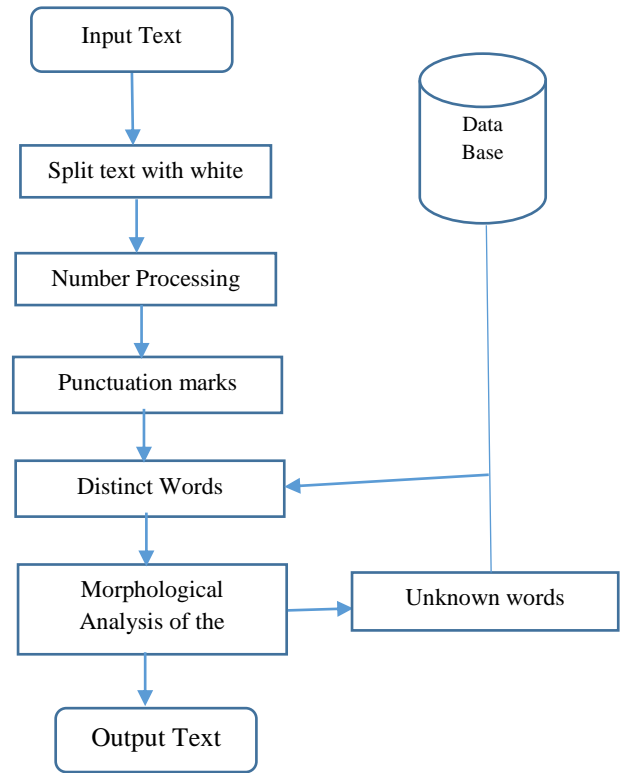 Input Text
Data
Base
Split text with white
Number Processing
Punctuation marks
Distinct Words
Morphological
Analysis of the
Unknown words
Output Text